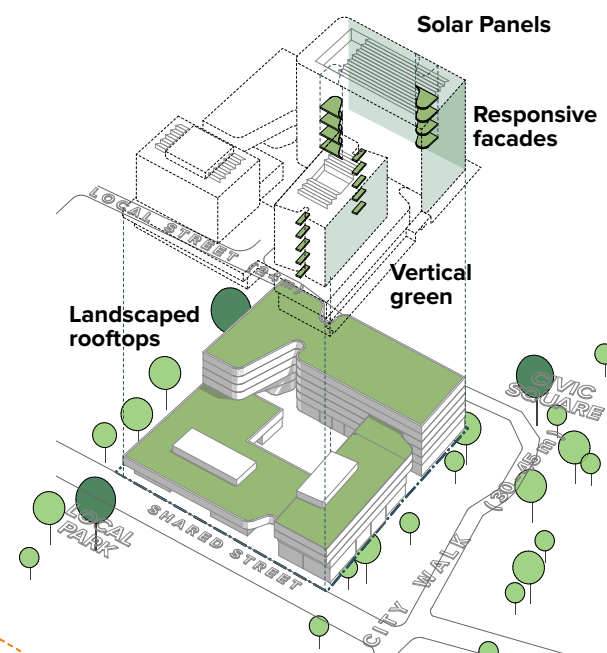 Solar Panels
Responsive
facades
LOCAL STREET
Vertical
green
Landscaped
rooftops
CIVIC
SQUARE
(30-45 m)
LOCAL
PARK
SHARED STREET
CITY WALK